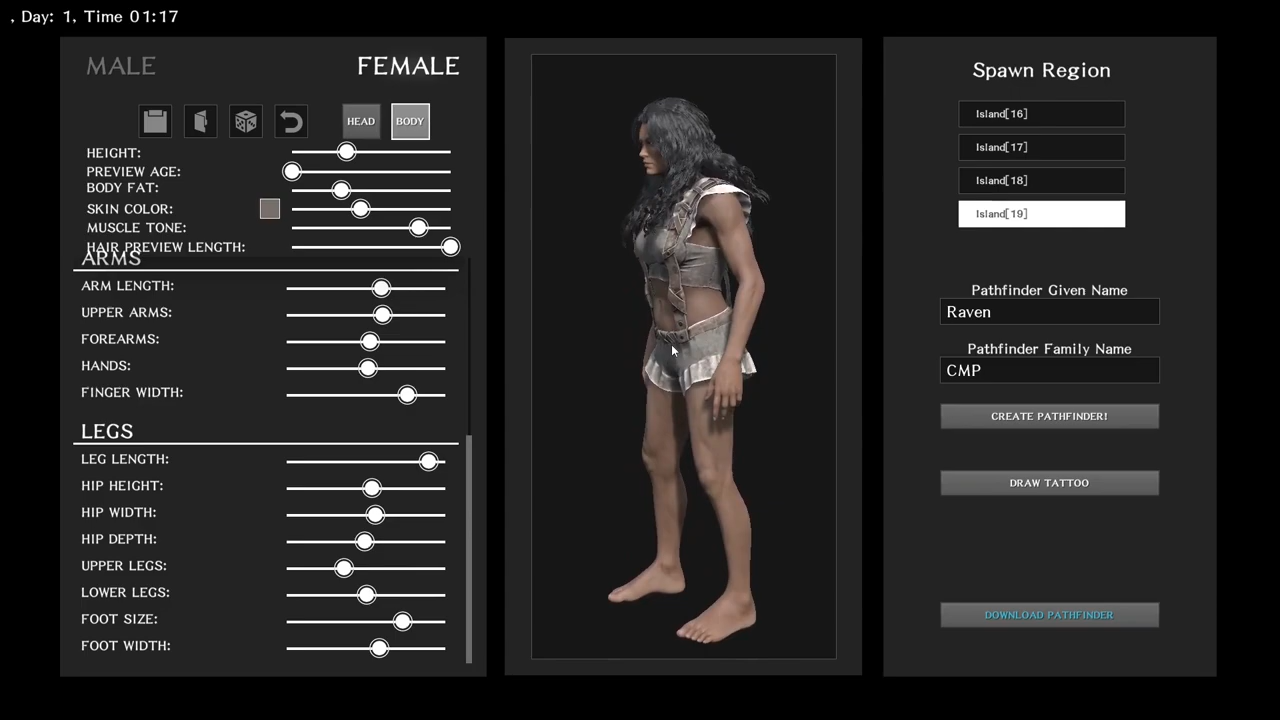 , Day: 1, Time 01:17
MALE
FEMALE
HEAD
BODY
HEIGHT:
PREVIEW AGE:
BODY FAT:
SKIN COLOR:
MUSCLE TONE:
HAIR PREVIEW LENGTH:
ARMS
ARM LENGTH:
UPPER ARMS:
FOREARMS:
HANDS:
FINGER WIDTH:
LEGS
LEG LENGTH:
HIP HEIGHT:
HIP WIDTH:
HIP DEPTH:
UPPER LEGS:
LOWER LEGS:
FOOT SIZE:
FOOT WIDTH:
Spawn Region
Island[16]
Island[17]
Island[18]
Island[19]
Pathfinder Given Name
Raven
Pathfinder Family Name
CMP
CREATE PATHFINDER!
DRAW TATTOO
DOWNLOAD PATHFINDER